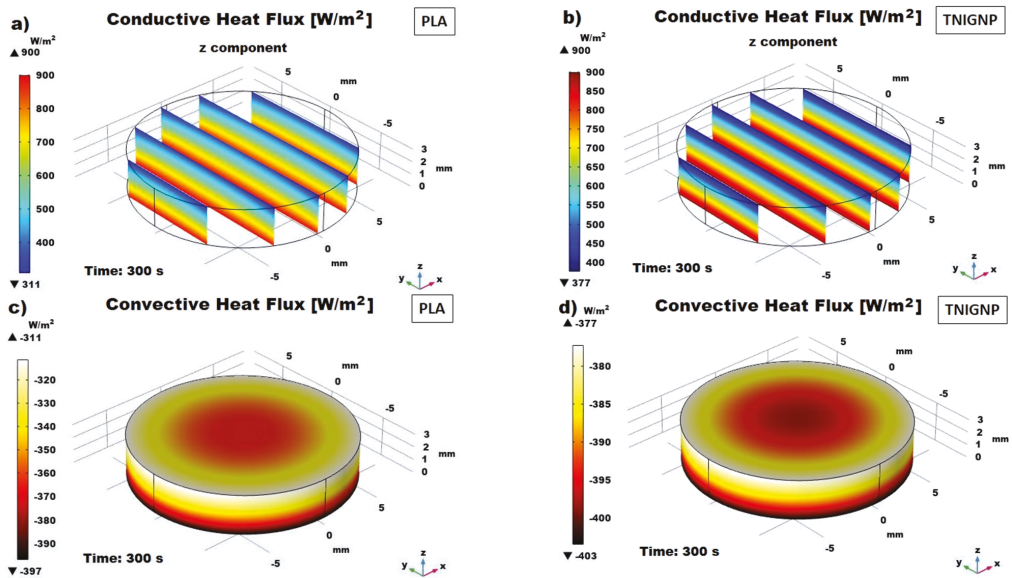 a)
Conductive Heat Flux [W/m²]
PLA
z component
W/m²
▲ 900
900
800
700
600
500
400
▼ 311
5
0
-5
mm
3
2
1
0
mm
5
0
-5
mm
Time: 300 s
z
y
x
b)
Conductive Heat Flux [W/m²]
TNIGNP
z component
W/m²
▲ 900
900
850
800
750
700
650
600
550
500
450
400
▼ 377
5
0
-5
mm
3
2
1
0
mm
5
0
-5
mm
Time: 300 s
z
y
x
c)
Convective Heat Flux [W/m²]
PLA
W/m²
▲ -311
-320
-330
-340
-350
-360
-370
-380
-390
▼ -397
5
0
-5
mm
3
2
1
0
mm
5
0
-5
mm
Time: 300 s
z
y
x
d)
Convective Heat Flux [W/m²]
TNIGNP
▲ -377
W/m²
-380
-385
-390
-395
-400
▼ -403
5
0
-5
mm
3
2
1
0
mm
5
0
-5
mm
Time: 300 s
z
y
x